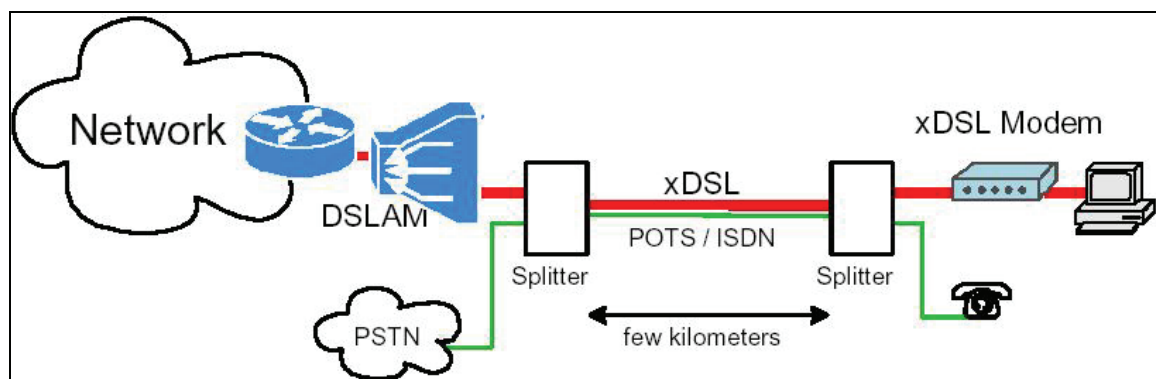 Network
DSLAM
PSTN
Splitter
xDSL
POTS / ISDN
few kilometers
Splitter
xDSL Modem